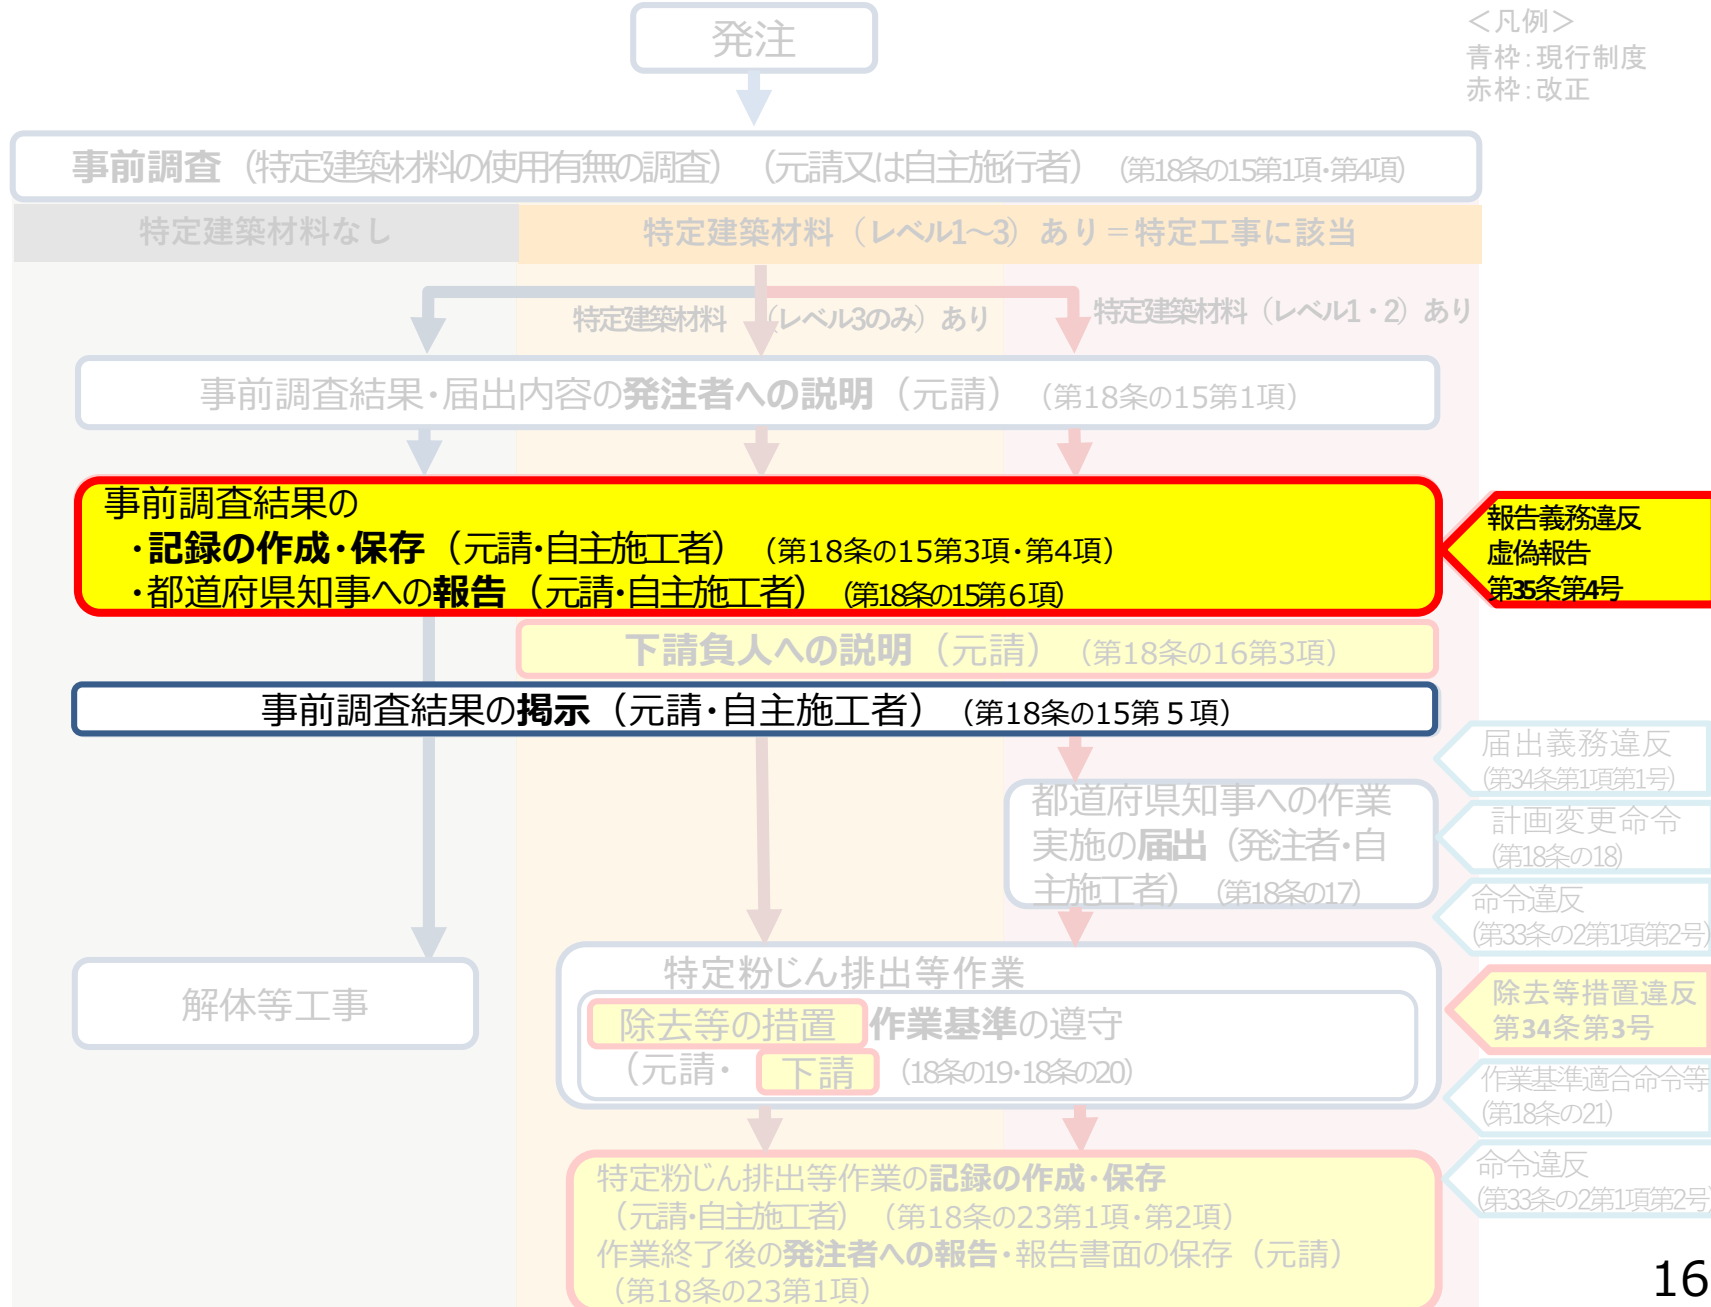 発注
＜凡例＞
青枠：現行制度
赤枠：改正
事前調査（特定建築材料の使用有無の調査）（元請又は自主施行者）（第18条の15第1項・第4項）
特定建築材料なし
特定建築材料（レベル1～3）あり＝特定工事に該当
特定建築材料（レベル3のみ）あり
特定建築材料（レベル1・2）あり
事前調査結果・届出内容の発注者への説明（元請）（第18条の15第1項）
事前調査結果の
・記録の作成・保存（元請・自主施工者）（第18条の15第3項・第4項）
・都道府県知事への報告（元請・自主施工者）（第18条の15第６項）
報告義務違反
虚偽報告
第35条第4号
下請負人への説明（元請）（第18条の16第3項）
事前調査結果の掲示（元請・自主施工者）（第18条の15第５項）
届出義務違反
(第34条第1項第1号)
都道府県知事への作業
実施の届出（発注者・自
主施工者）（第18条の17）
計画変更命令
(第18条の18)
命令違反
(第33条の2第1項第2号)
特定粉じん排出等作業
解体等工事
除去等の措置 作業基準の遵守
（元請・ 下請 （18条の19・18条の20）
除去等措置違反
第34条第3号
作業基準適合命令等
(第18条の21)
命令違反
(第33条の2第1項第2号)
特定粉じん排出等作業の記録の作成・保存
（元請・自主施工者）（第18条の23第1項・第2項）
作業終了後の発注者への報告・報告書面の保存（元請）
（第18条の23第1項）
16